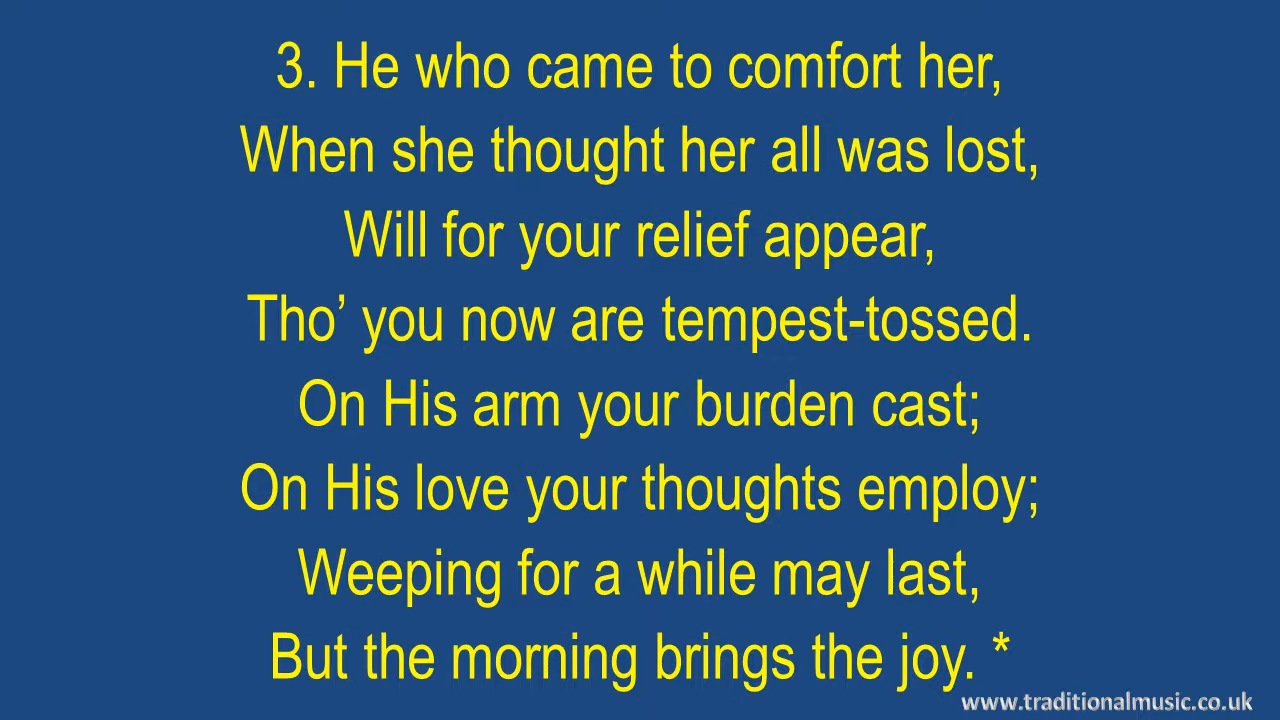 3. He who came to comfort her,
When she thought her all was lost,
Will for your relief appear,
Tho’ you now are tempest-tossed.
On His arm your burden cast;
On His love your thoughts employ;
Weeping for a while may last,
But the morning brings the joy. *
www.traditionalmusic.co.uk